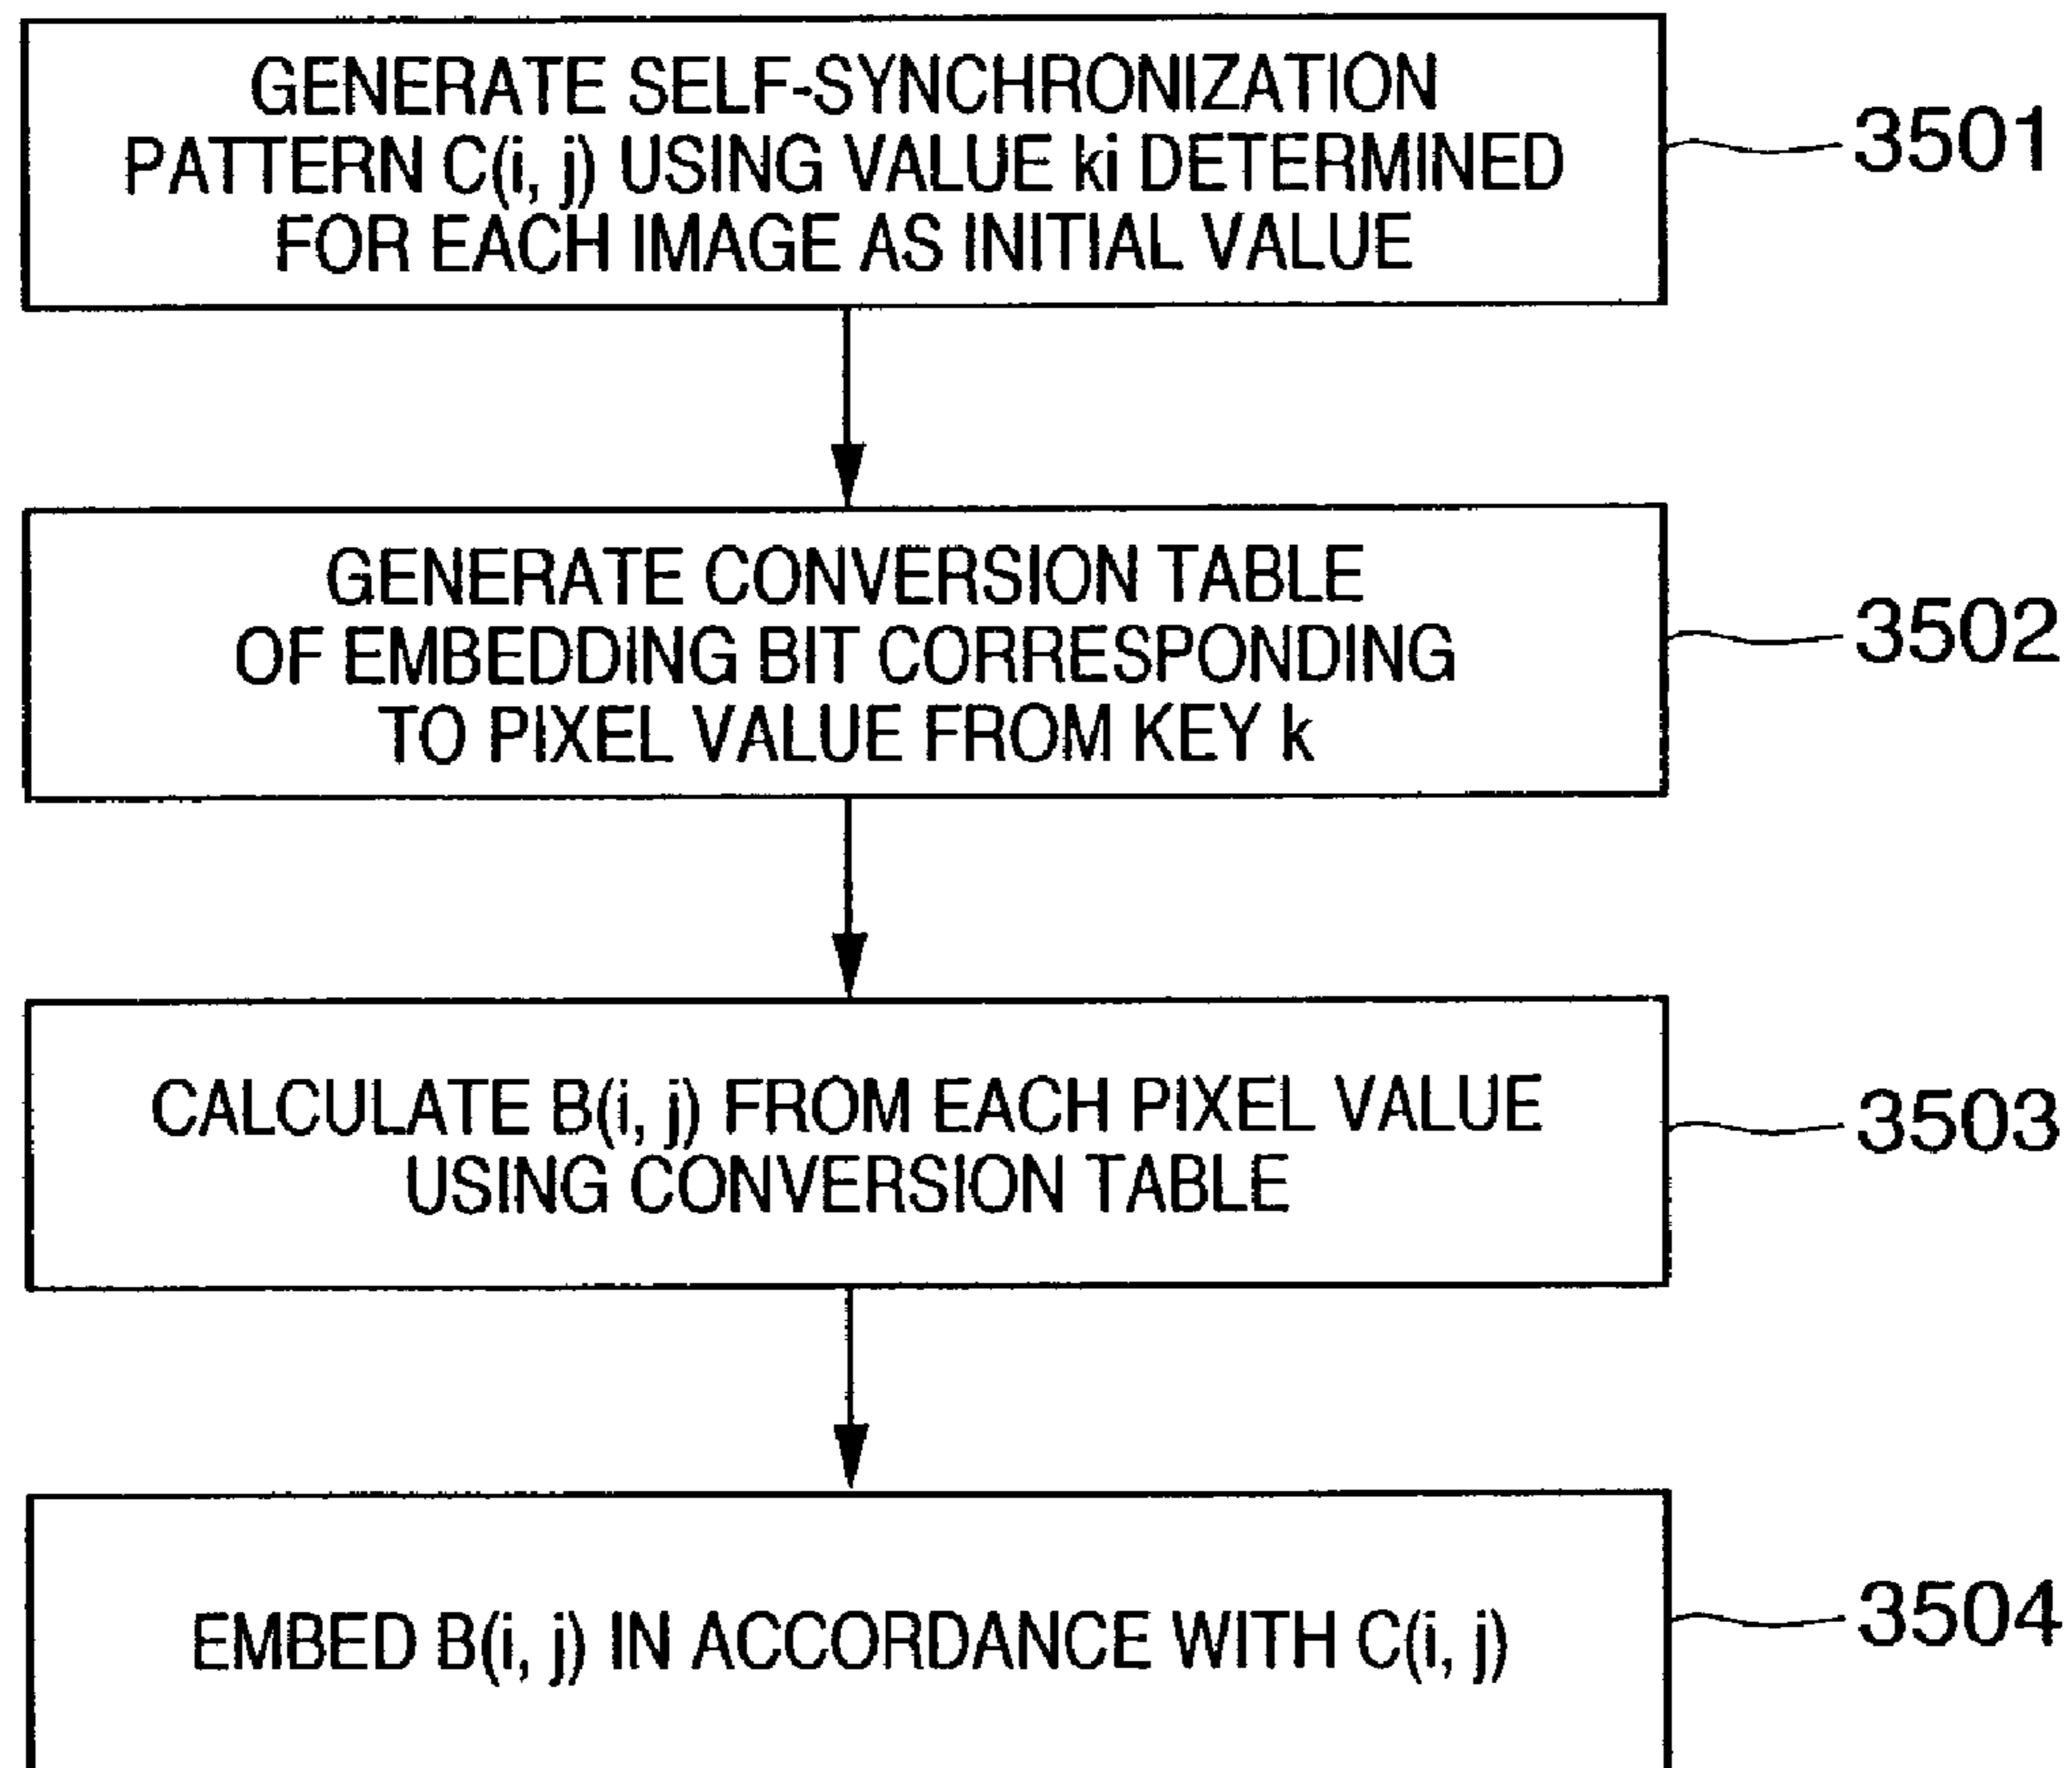 GENERATE SELF-SYNCHRONIZATION
PATTERN C(i, j) USING VALUE ki DETERMINED
FOR EACH IMAGE AS INITIAL VALUE
3501
GENERATE CONVERSION TABLE
OF EMBEDDING BIT CORRESPONDING
TO PIXEL VALUE FROM KEY k
3502
CALCULATE B(i, j) FROM EACH PIXEL VALUE
USING CONVERSION TABLE
3503
EMBED B(i, j) IN ACCORDANCE WITH C(i, j)
3504